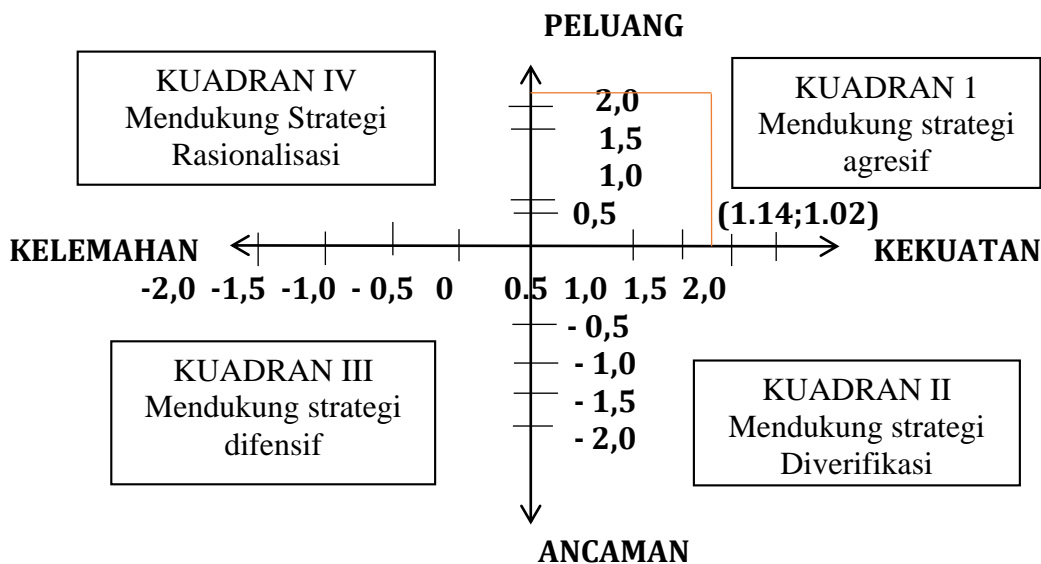 PELUANG
KUADRAN IV
Mendukung Strategi
Rasionalisasi
KUADRAN 1
Mendukung strategi
agresif
2,0
1,5
1,0
0,5
(1.14;1.02)
KELEMAHAN
KEKUATAN
-2,0 -1,5 -1,0 - 0,5 0 0.5 1,0 1,5 2,0
- 0,5
- 1,0
- 1,5
- 2,0
KUADRAN III
Mendukung strategi
difensif
KUADRAN II
Mendukung strategi
Diverifikasi
ANCAMAN